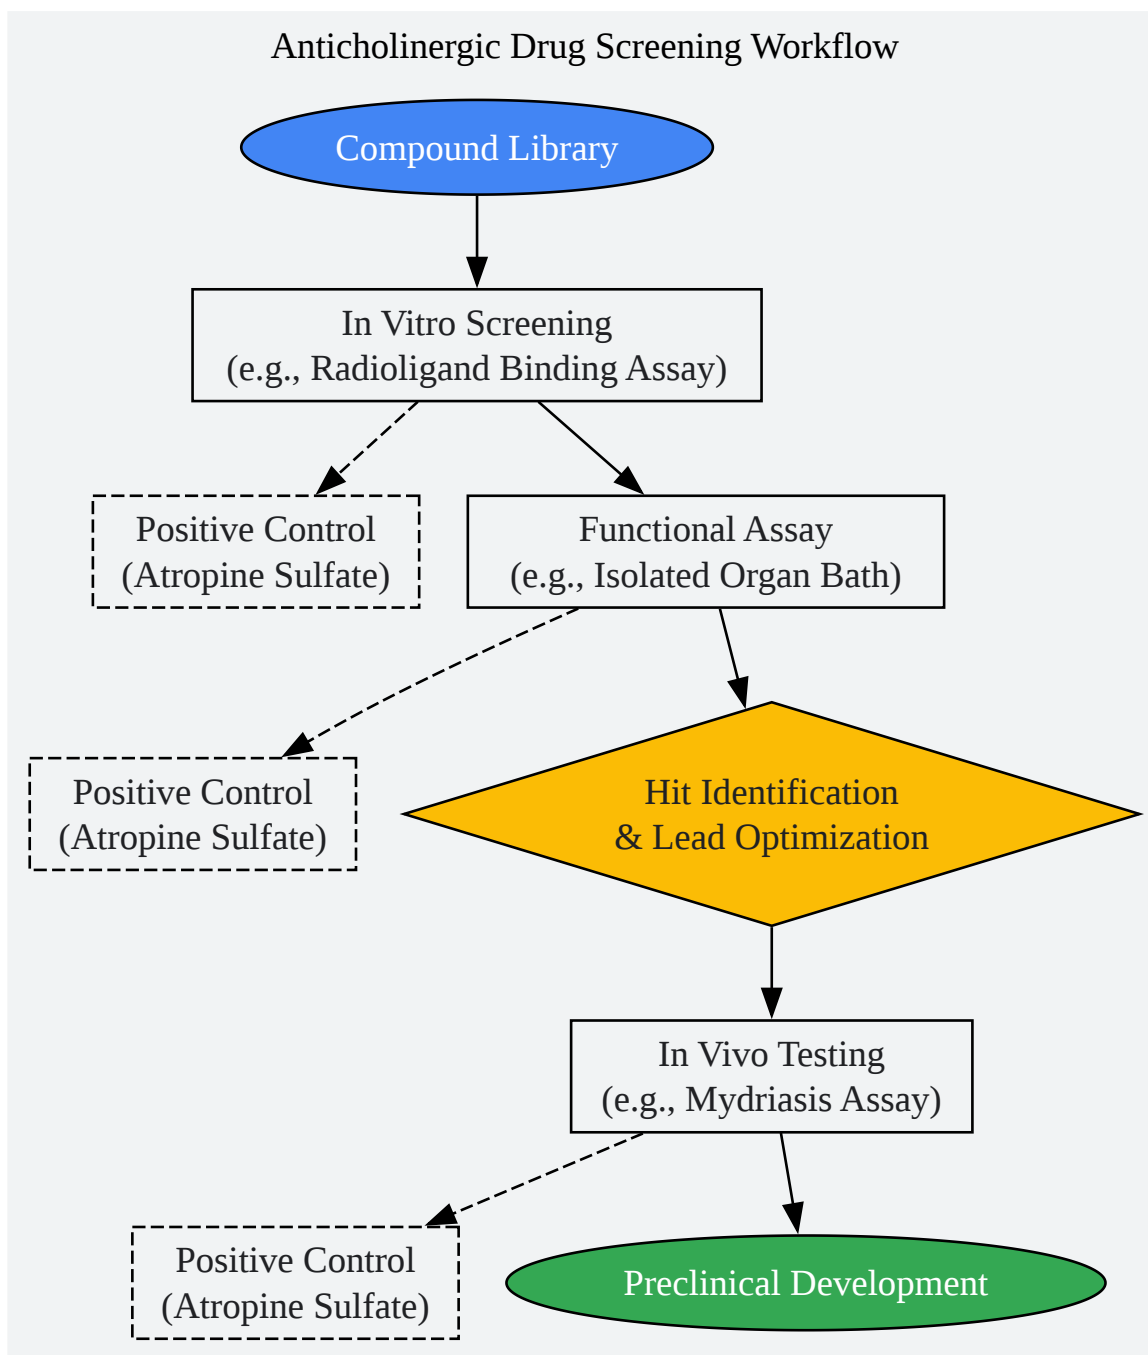 Anticholinergic Drug Screening Workflow
Compound Library
In Vitro Screening
(e.g., Radioligand Binding Assay)
Positive Control
(Atropine Sulfate)
Functional Assay
(e.g., Isolated Organ Bath)
Positive Control
(Atropine Sulfate)
Hit Identification
& Lead Optimization
In Vivo Testing
(e.g., Mydriasis Assay)
Positive Control
(Atropine Sulfate)
Preclinical Development